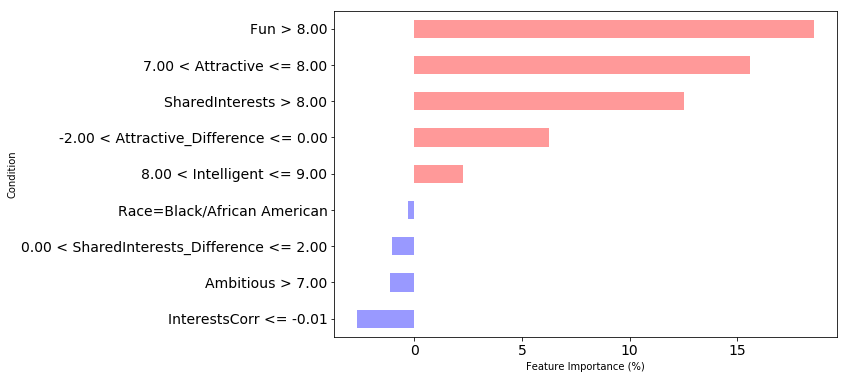 Fun > 8.00
7.00 < Attractive <= 8.00
SharedInterests > 8.00
-2.00 < Attractive_Difference <= 0.00
8.00 < Intelligent <= 9.00
Race=Black/African American
0.00 < SharedInterests_Difference <= 2.00
Ambitious > 7.00
InterestsCorr <= -0.01
Condition
0 5 10 15
Feature Importance (%)